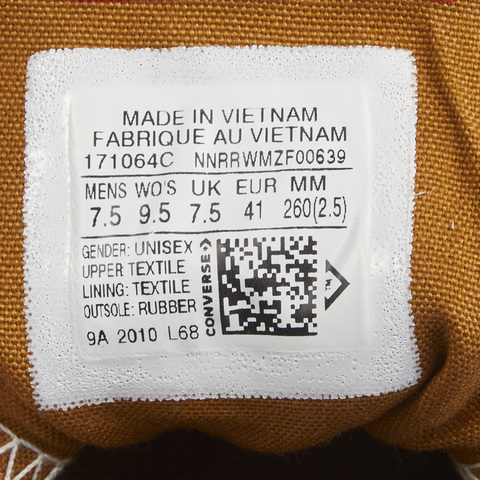 MADE IN VIETNAM
FABRIQUE AU VIETNAM
171064C NNRRWMZF00639
MENS WO'S UK EUR MM
7.5 9.5 7.5 41 260(2.5)
GENDER: UNISEX
UPPER TEXTILE
LINING: TEXTILE
OUTSOLE: RUBBER
9A 2010 L68
CONVERSE
TM